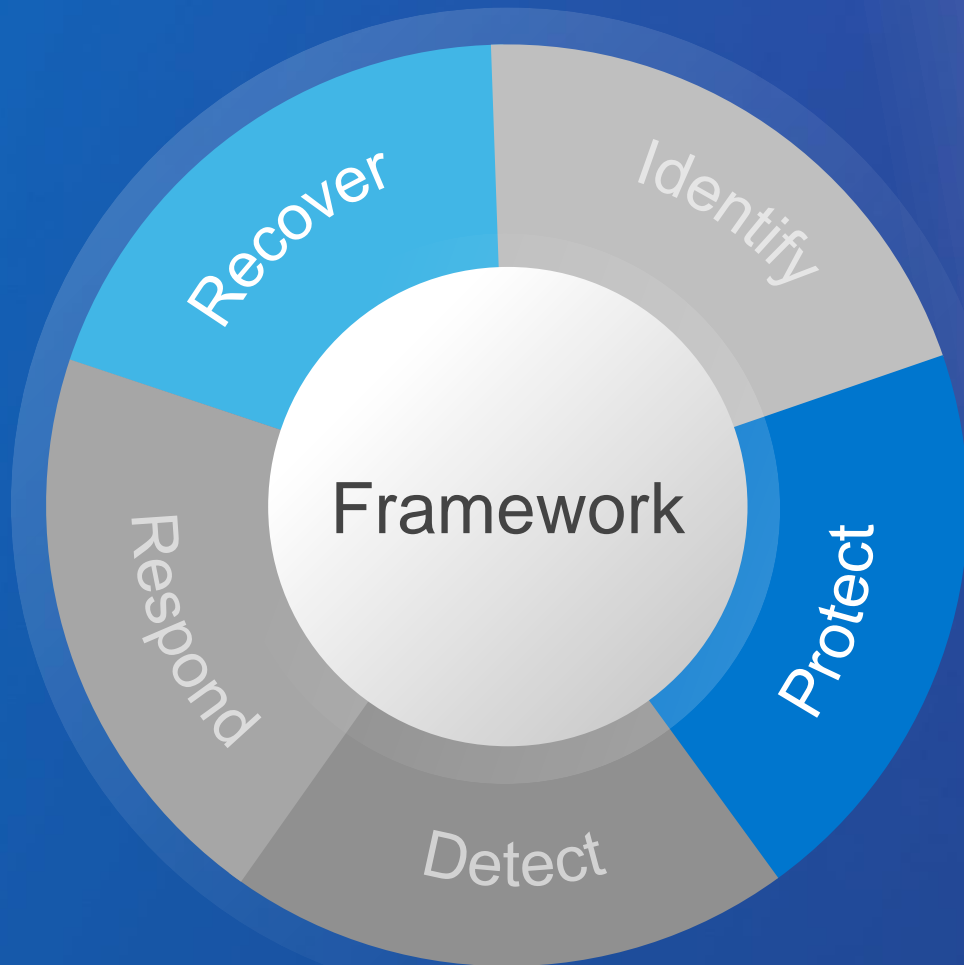 Recover
Identify
Framework
Respond
Protect
Detect